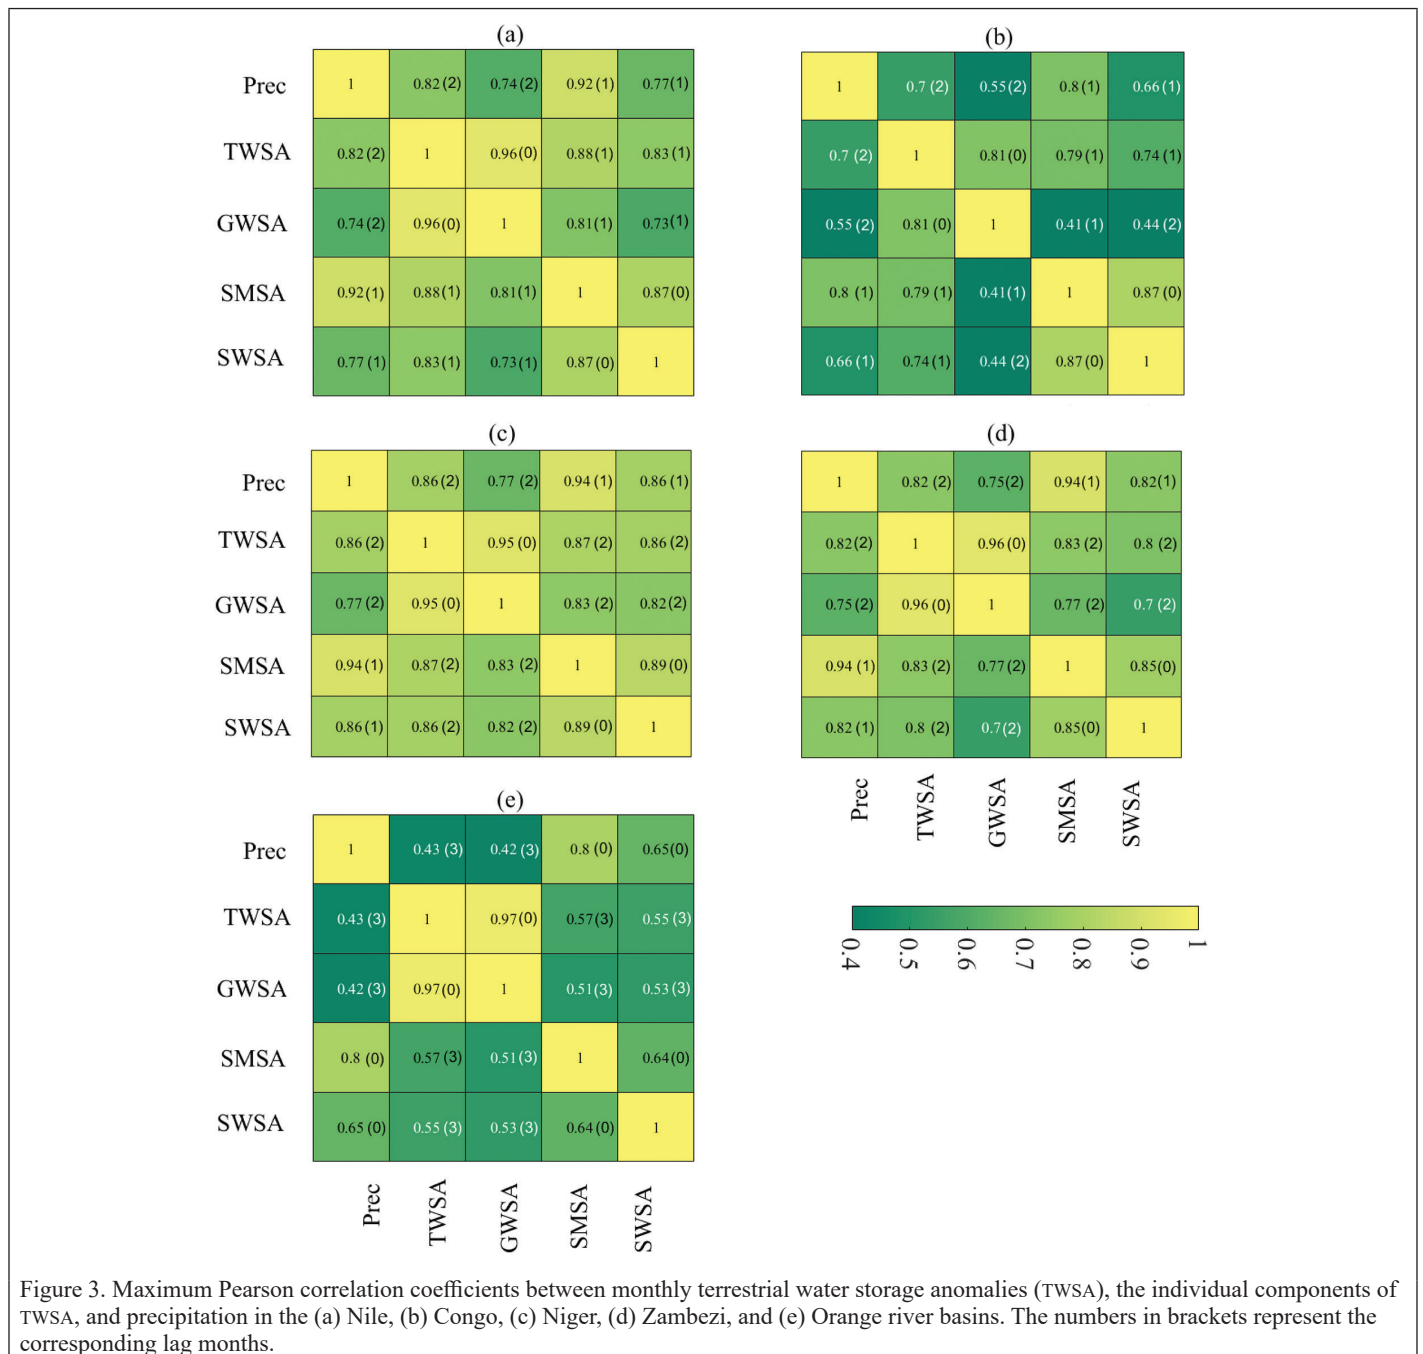 (a)
Prec 1 0.82 (2) 0.74 (2) 0.92 (1) 0.77(1)
TWSA 0.82 (2) 1 0.96 (0) 0.88(1) 0.83 (1)
GWSA 0.74 (2) 0.96 (0) 1 0.81(1) 0.73(1)
SMSA 0.92(1) 0.88 (1) 0.81(1) 1 0.87(0)
SWSA 0.77 (1) 0.83(1) 0.73(1) 0.87 (0) 1
(b)
1 0.7 (2) 0.55(2) 0.8 (1) 0.66 (1)
0.7 (2) 1 0.81(0) 0.79 (1) 0.74 (1)
0.55 (2) 0.81 (0) 1 0.41 (1) 0.44 (2)
0.8 (1) 0.79 (1) 0.41(1) 1 0.87 (0)
0.66 (1) 0.74(1) 0.44 (2) 0.87 (0) 1
(c)
Prec 1 0.86 (2) 0.77 (2) 0.94 (1) 0.86 (1)
TWSA 0.86 (2) 1 0.95 (0) 0.87 (2) 0.86 (2)
GWSA 0.77 (2) 0.95 (0) 1 0.83 (2) 0.82(2)
SMSA 0.94(1) 0.87 (2) 0.83 (2) 1 0.89 (0)
SWSA 0.86(1) 0.86 (2) 0.82 (2) 0.89 (0) 1
(d)
1 0.82 (2) 0.75(2) 0.94(1) 0.82(1)
0.82(2) 1 0.96 (0) 0.83 (2) 0.8 (2)
0.75(2) 0.96 (0) 1 0.77 (2) 0.7 (2)
0.94 (1) 0.83 (2) 0.77(2) 1 0.85(0)
0.82 (1) 0.8 (2) 0.7(2) 0.85(0) 1
Prec TWSA GWSA SMSA SWSA
(e)
Prec 1 0.43 (3) 0.42 (3) 0.8 (0) 0.65(0)
TWSA 0.43 (3) 1 0.97(0) 0.57(3) 0.55 (3)
GWSA 0.42 (3) 0.97(0) 1 0.51(3) 0.53 (3)
SMSA 0.8 (0) 0.57 (3) 0.51(3) 1 0.64(0)
SWSA 0.65 (0) 0.55 (3) 0.53 (3) 0.64 (0) 1
Prec TWSA GWSA SMSA SWSA
0.4 0.5 0.6 0.7 0.8 0.9 1
Figure 3. Maximum Pearson correlation coefficients between monthly terrestrial water storage anomalies (TWSA), the individual components of
TWSA, and precipitation in the (a) Nile, (b) Congo, (c) Niger, (d) Zambezi, and (e) Orange river basins. The numbers in brackets represent the
corresponding lag months.